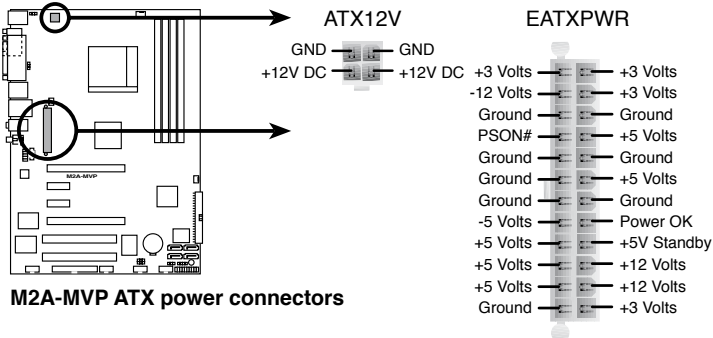 ATX12V
EATXPWR
GND GND
+12V DC +12V DC
+3 Volts +3 Volts
-12 Volts +3 Volts
Ground Ground
PSON# +5 Volts
Ground Ground
Ground +5 Volts
Ground Ground
-5 Volts Power OK
+5 Volts +5V Standby
+5 Volts +12 Volts
+5 Volts +12 Volts
Ground +3 Volts
M2A-MVP
M2A-MVP ATX power connectors